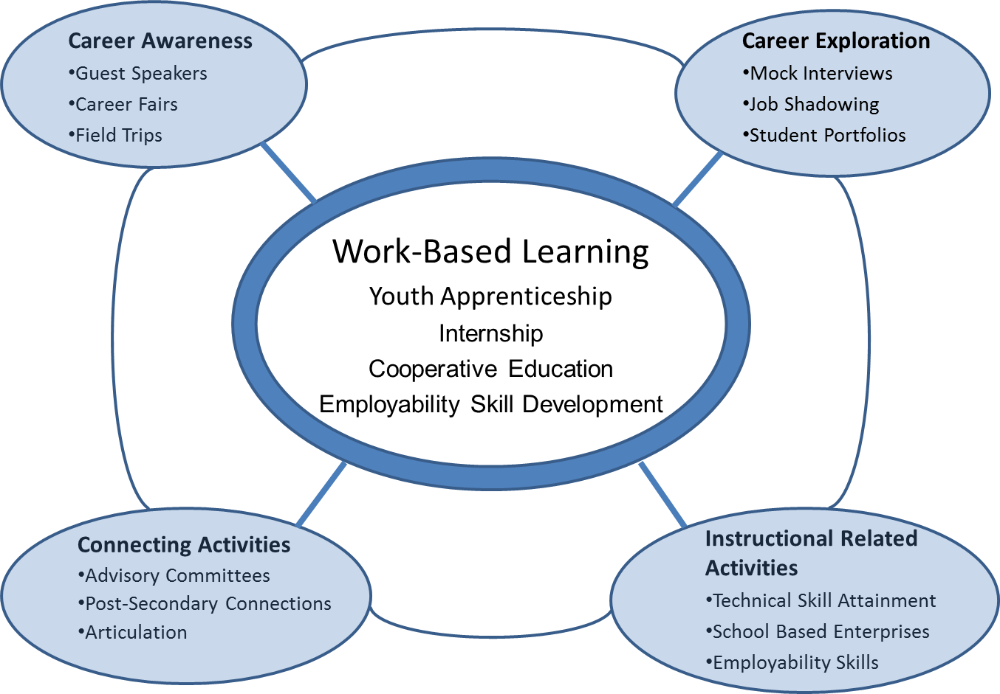 Career Awareness
•Guest Speakers
•Career Fairs
•Field Trips
Career Exploration
•Mock Interviews
•Job Shadowing
•Student Portfolios
Work-Based Learning
Youth Apprenticeship
Internship
Cooperative Education
Employability Skill Development
Connecting Activities
•Advisory Committees
•Post-Secondary Connections
•Articulation
Instructional Related
Activities
•Technical Skill Attainment
•School Based Enterprises
•Employability Skills